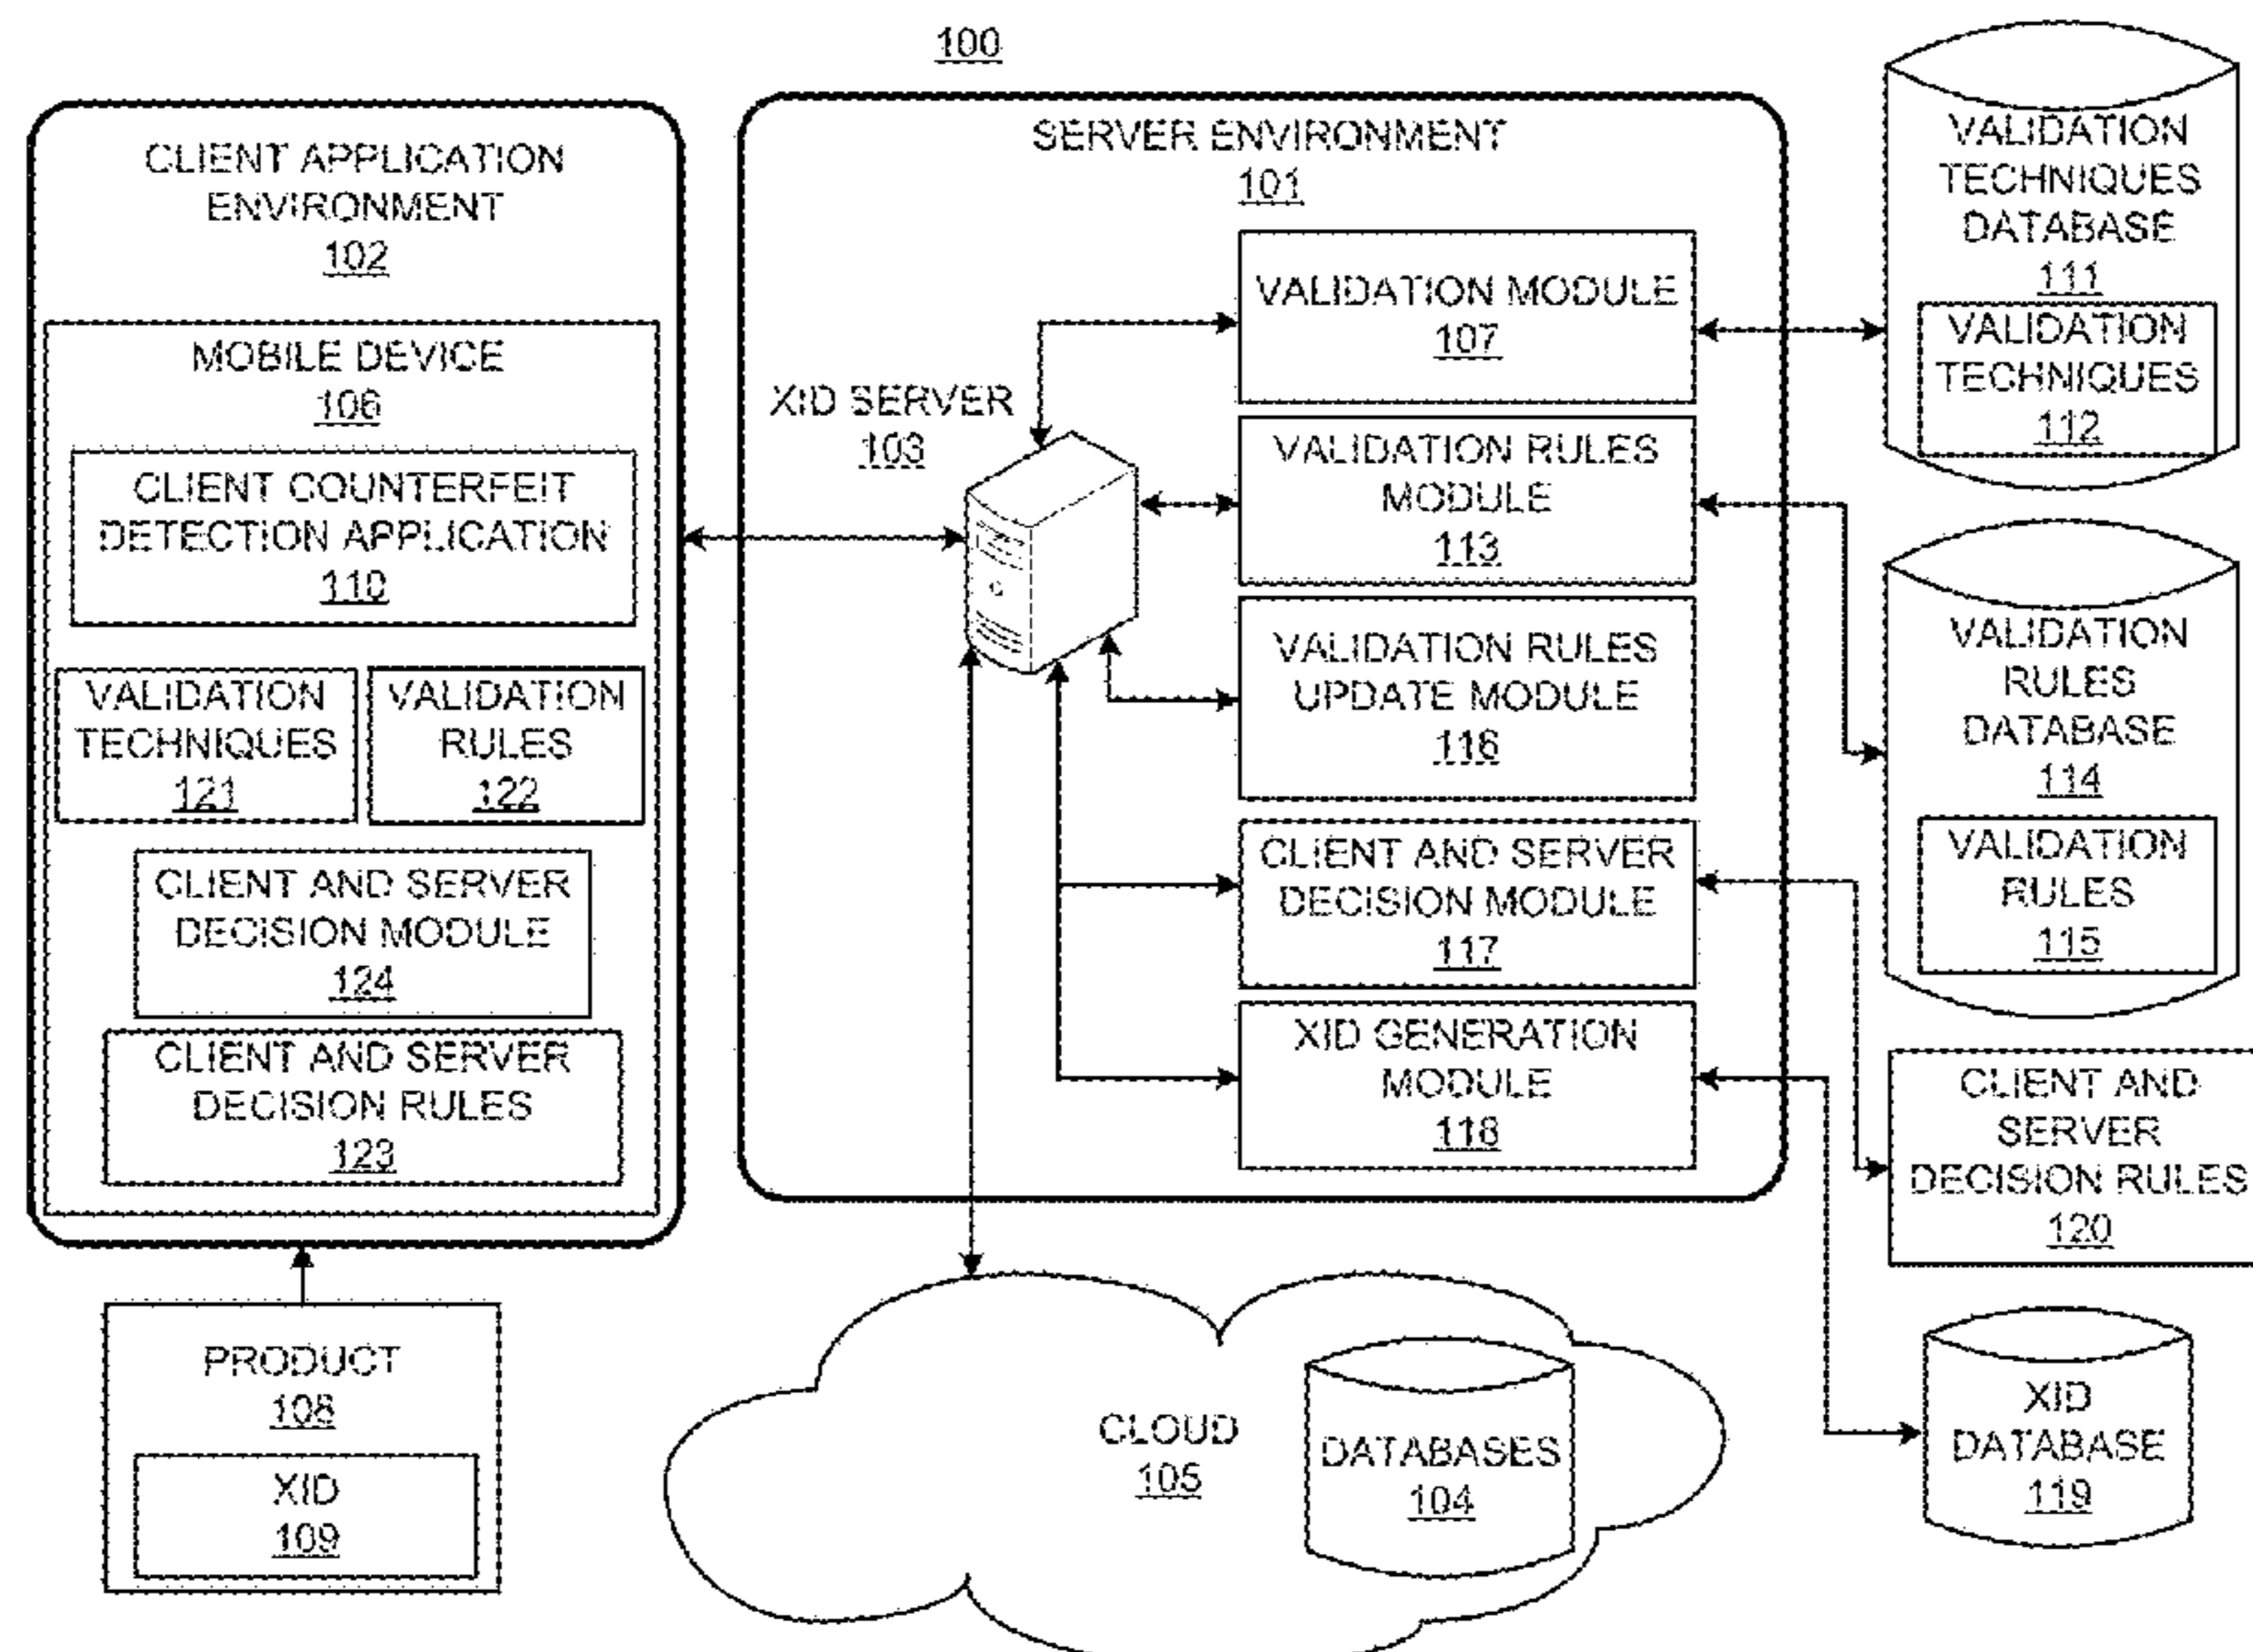 100
CLIENT APPLICATION
ENVIRONMENT
102
MOBILE DEVICE
106
CLIENT COUNTERFEIT
DETECTION APPLICATION
110
VALIDATION
TECHNIQUES
121
VALIDATION
RULES
122
CLIENT AND SERVER
DECISION MODULE
124
CLIENT AND SERVER
DECISION RULES
123
PRODUCT
108
XID
109
SERVER ENVIRONMENT
101
XID SERVER
103
VALIDATION MODULE
107
VALIDATION RULES
MODULE
113
VALIDATION RULES
UPDATE MODULE
116
CLIENT AND SERVER
DECISION MODULE
117
XID GENERATION
MODULE
118
CLOUD
105
DATABASES
104
VALIDATION
TECHNIQUES
DATABASE
111
VALIDATION
TECHNIQUES
112
VALIDATION
RULES
DATABASE
114
VALIDATION
RULES
115
CLIENT AND
SERVER
DECISION RULES
120
XID
DATABASE
119